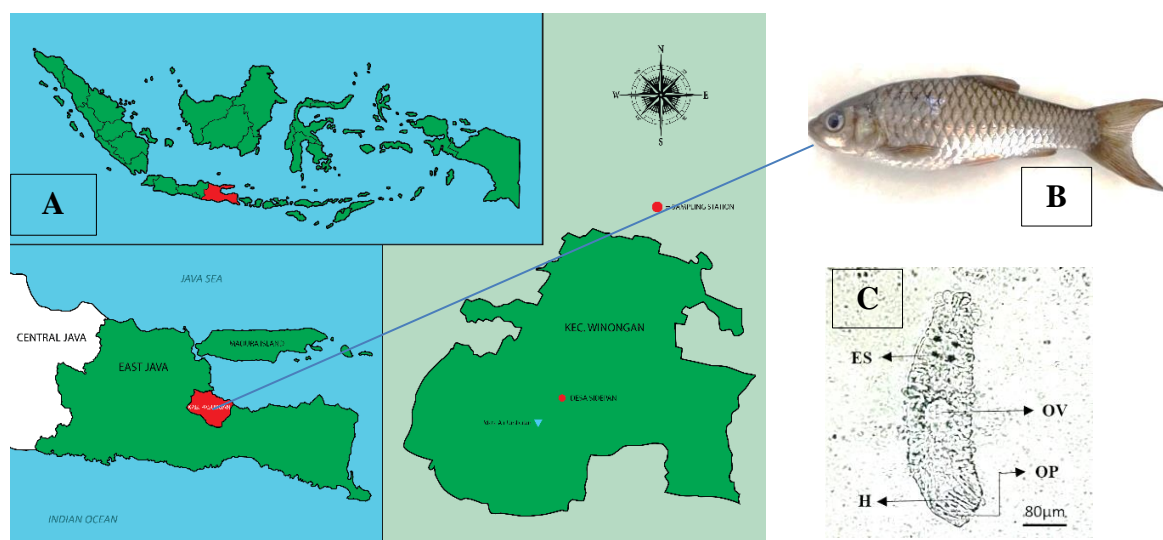 A
N
W
E
S
= SAMPLING STATION
JAVA SEA
CENTRAL JAVA
EAST JAVA
MADURA ISLAND
INDIAN OCEAN
KEC. WINONGAN
DESA SIDEPAN
B
C
ES
OV
OP
H
80µm